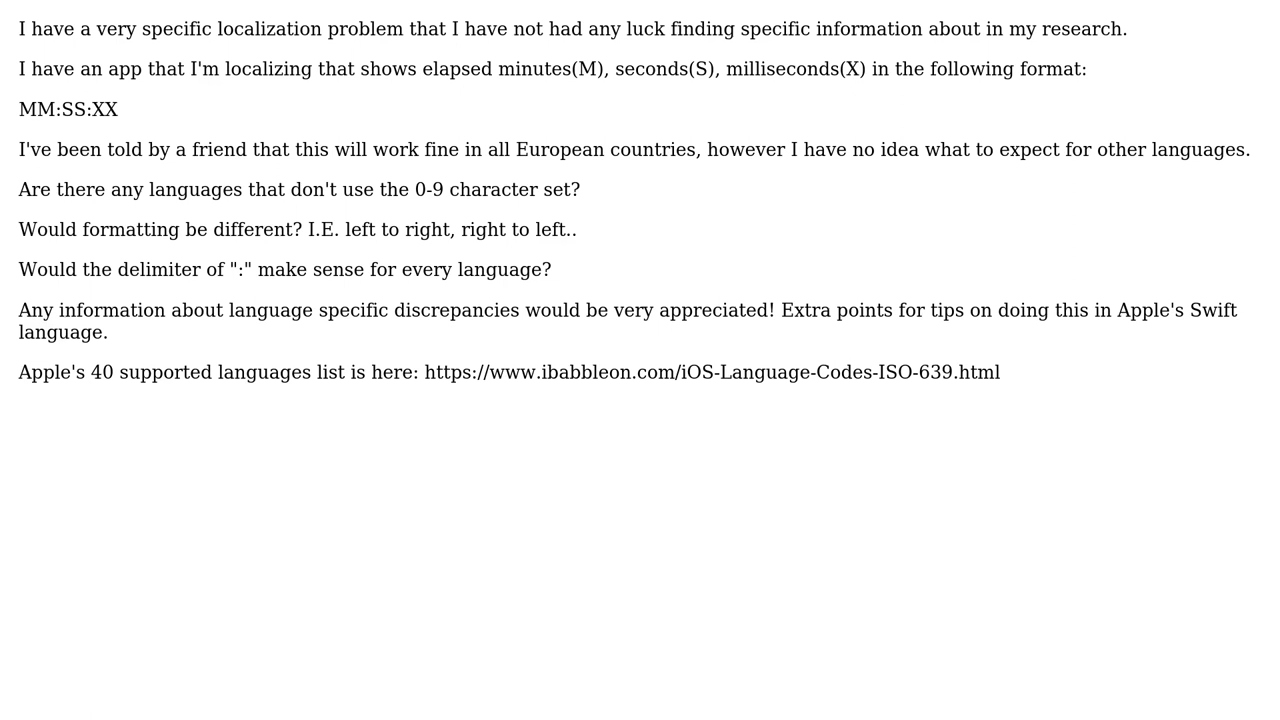 I have a very specific localization problem that I have not had any luck finding specific information about in my research.
I have an app that I'm localizing that shows elapsed minutes(M), seconds(S), milliseconds(X) in the following format:
MM:SS:XX
I've been told by a friend that this will work fine in all European countries, however I have no idea what to expect for other languages.
Are there any languages that don't use the 0-9 character set?
Would formatting be different? I.E. left to right, right to left..
Would the delimiter of ":" make sense for every language?
Any information about language specific discrepancies would be very appreciated! Extra points for tips on doing this in Apple's Swift
language.
Apple's 40 supported languages list is here: https://www.ibabbleon.com/iOS-Language-Codes-ISO-639.html